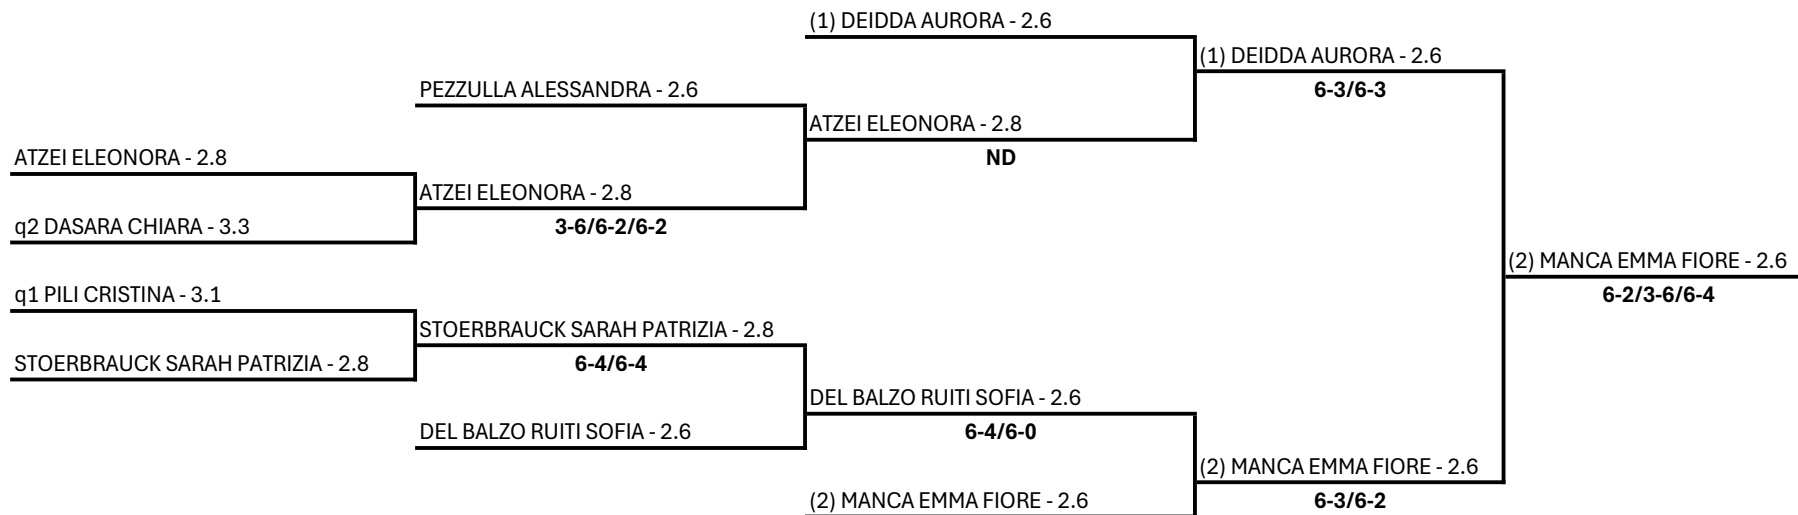 (1) DEIDDA AURORA - 2.6
(1) DEIDDA AURORA - 2.6
6-3/6-3
PEZZULLA ALESSANDRA - 2.6
ATZEI ELEONORA - 2.8
ND
ATZEI ELEONORA - 2.8
ATZEI ELEONORA - 2.8
3-6/6-2/6-2
q2 DASARA CHIARA - 3.3
(2) MANCA EMMA FIORE - 2.6
6-2/3-6/6-4
q1 PILI CRISTINA - 3.1
STOERBRAUCK SARAH PATRIZIA - 2.8
6-4/6-4
STOERBRAUCK SARAH PATRIZIA - 2.8
DEL BALZO RUITI SOFIA - 2.6
6-4/6-0
DEL BALZO RUITI SOFIA - 2.6
(2) MANCA EMMA FIORE - 2.6
6-3/6-2
(2) MANCA EMMA FIORE - 2.6